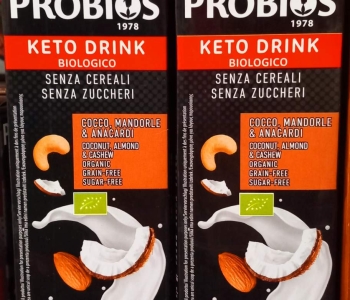 PROBIOS
1978
KETO DRINK
BIOLOGICO
SENZA CEREALI
SENZA ZUCCHERI
COCCO, MANDORLE
& ANACARDI
COCONUT, ALMOND
& CASHEW
ORGANIC
GRAIN-FREE
SUGAR-FREE
PROBIOS
1978
KETO DRINK
BIOLOGICO
SENZA CEREALI
SENZA ZUCCHERI
COCCO, MANDORLE
& ANACARDI
COCONUT, ALMOND
& CASHEW
ORGANIC
GRAIN-FREE
SUGAR-FREE